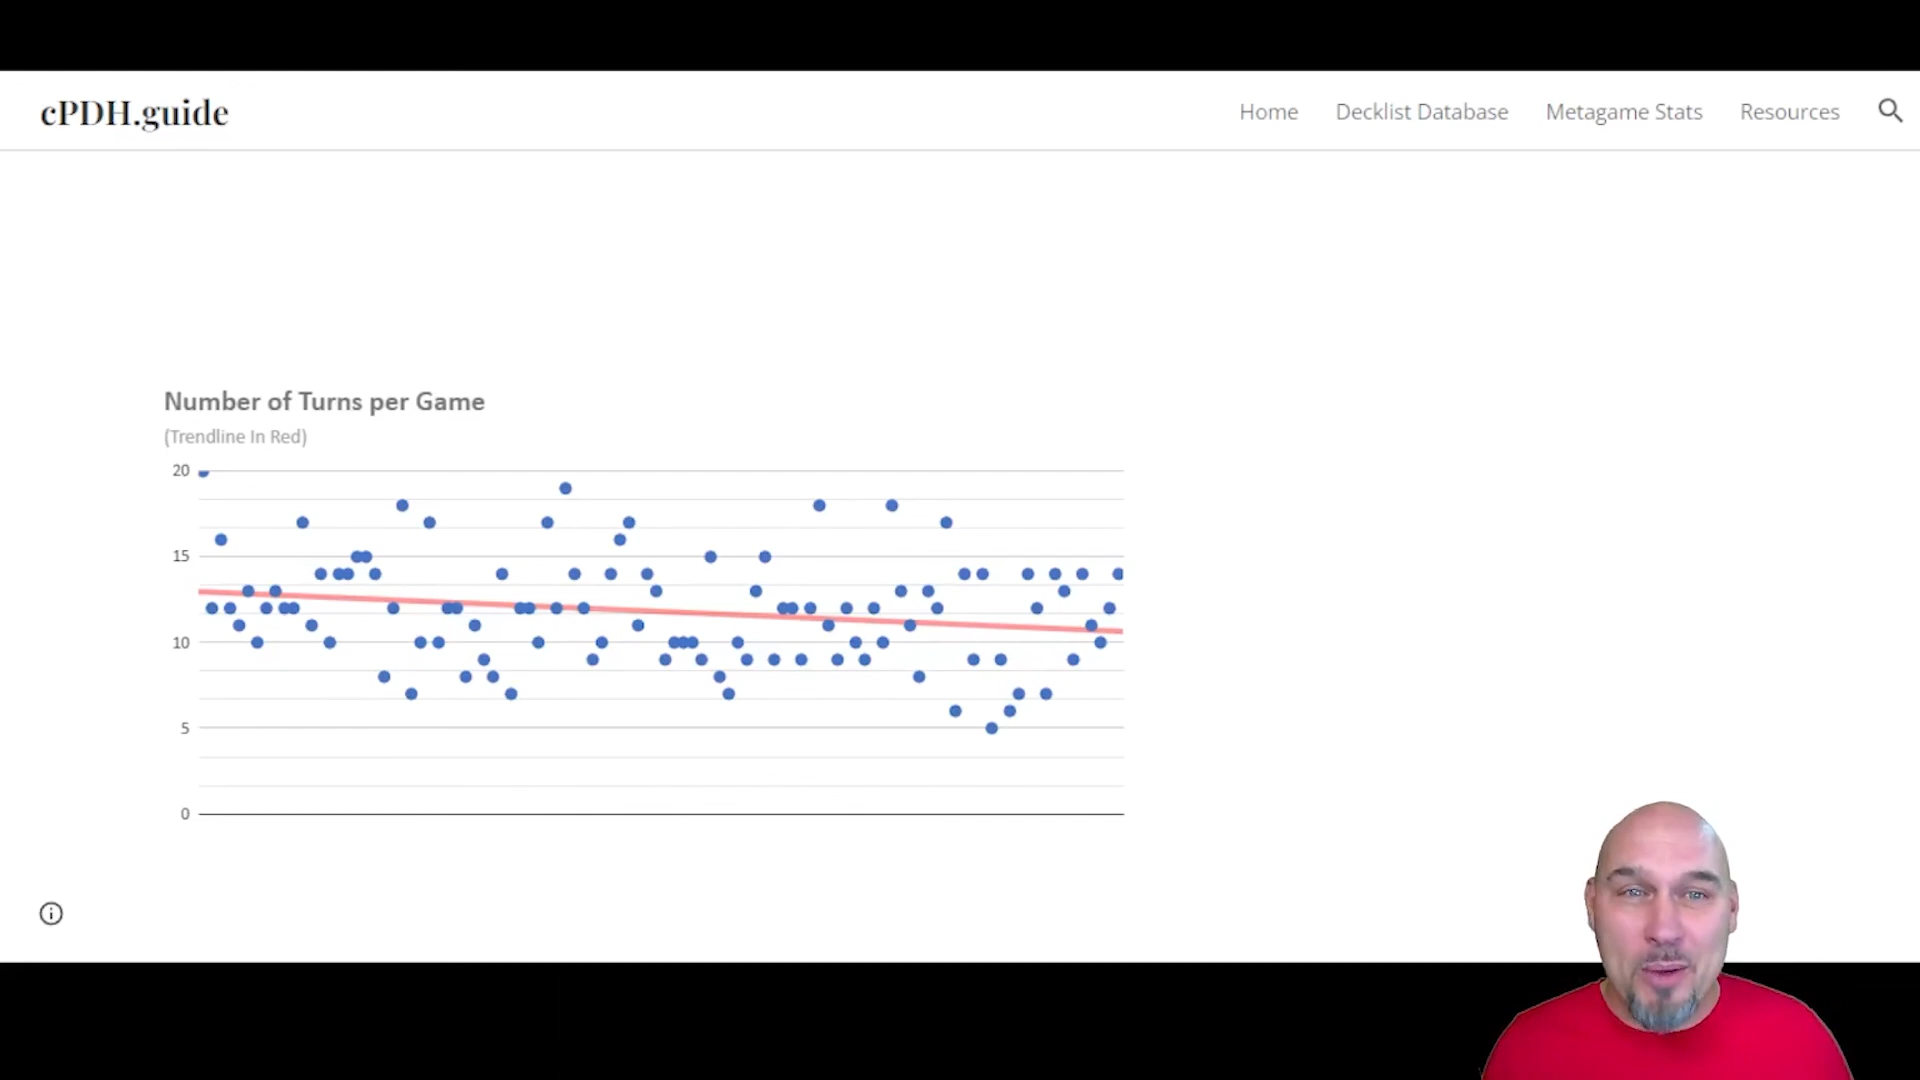 cPDH.guide
Home Decklist Database Metagame Stats Resources
Number of Turns per Game
(Trendline In Red)
20
15
10
5
0